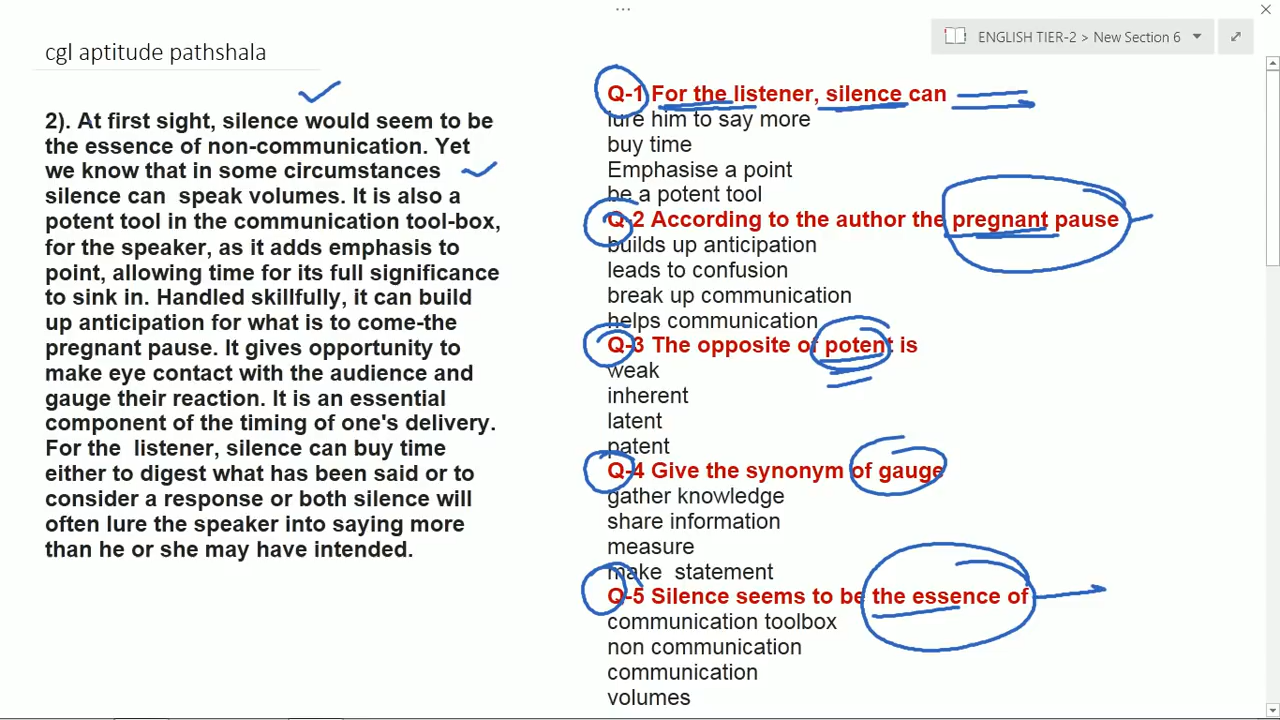 cgl aptitude pathshala
ENGLISH TIER-2 > New Section 6
2). At first sight, silence would seem to be
the essence of non-communication. Yet
we know that in some circumstances
silence can speak volumes. It is also a
potent tool in the communication tool-box,
for the speaker, as it adds emphasis to
point, allowing time for its full significance
to sink in. Handled skillfully, it can build
up anticipation for what is to come-the
pregnant pause. It gives opportunity to
make eye contact with the audience and
gauge their reaction. It is an essential
component of the timing of one's delivery.
For the listener, silence can buy time
either to digest what has been said or to
consider a response or both silence will
often lure the speaker into saying more
than he or she may have intended.
Q-1 For the listener, silence can
lure him to say more
buy time
Emphasise a point
be a potent tool
Q-2 According to the author the pregnant pause
builds up anticipation
leads to confusion
break up communication
helps communication
Q-3 The opposite of potent is
weak
inherent
latent
patent
Q-4 Give the synonym of gauge
gather knowledge
share information
measure
make statement
Q-5 Silence seems to be the essence of
communication toolbox
non communication
communication
volumes